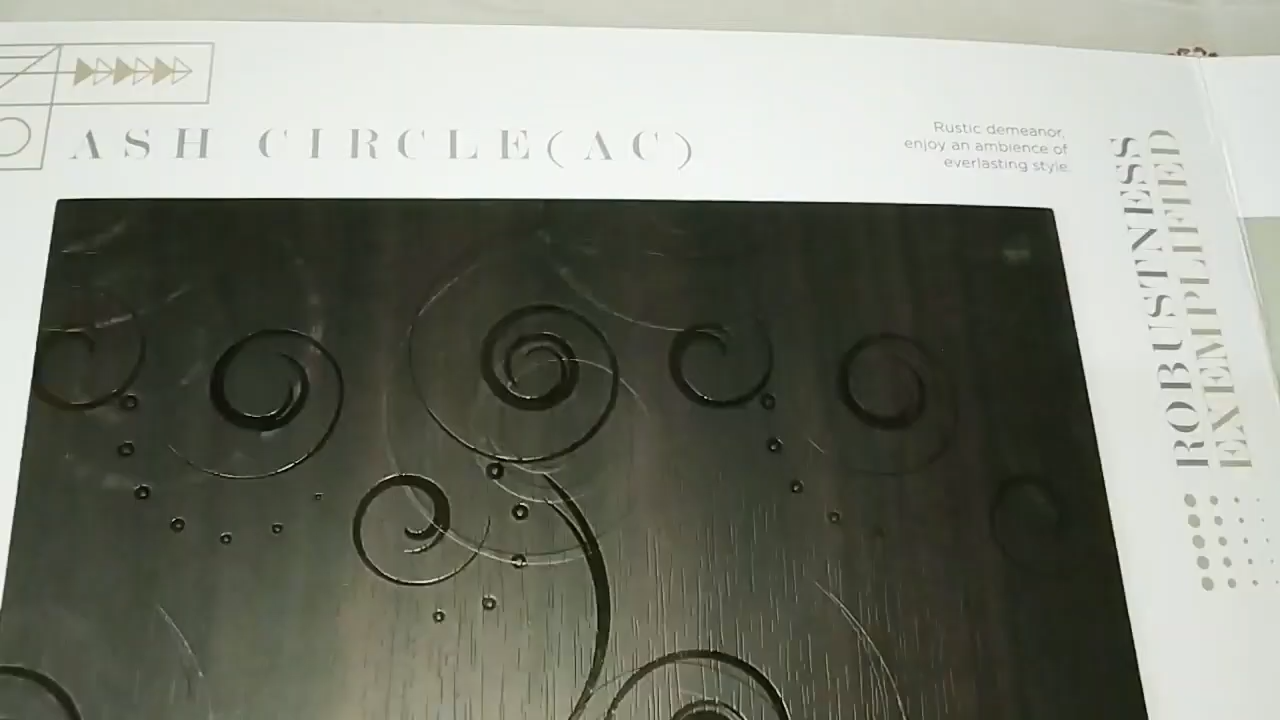 ASH CIRCLE(AC)
Rustic demeanor,
enjoy an ambience of
everlasting style.
ROBUSTNESS
EXEMPLIFIED